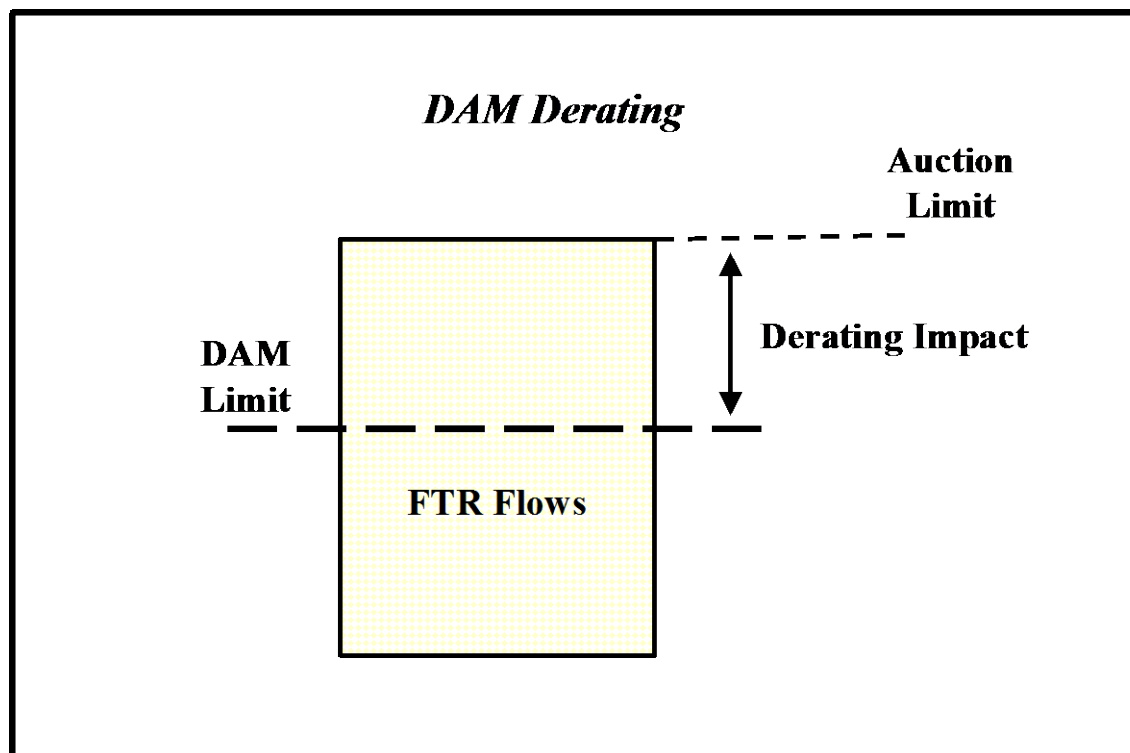 DAM Derating
Auction
Limit
DAM
Limit
Derating Impact
FTR Flows